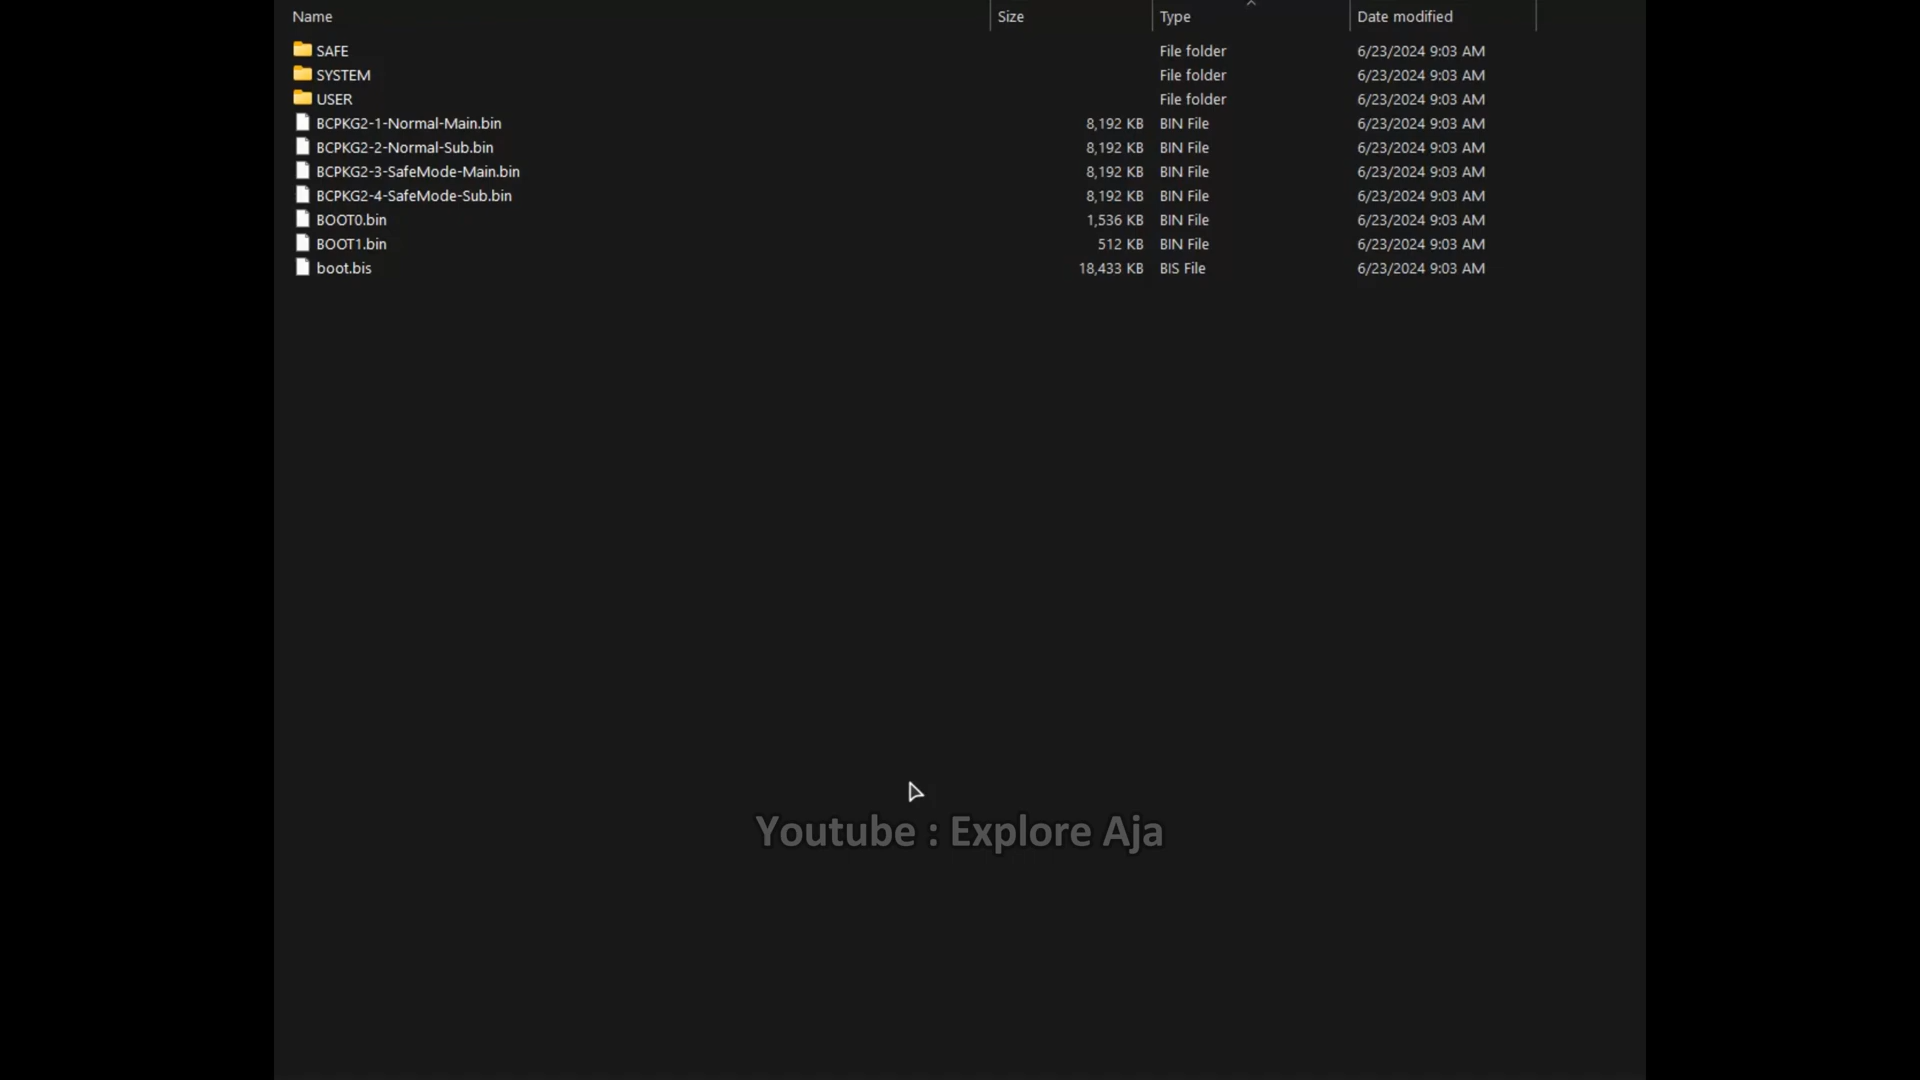 Name Size Type Date modified
SAFE File folder 6/23/2024 9:03 AM
SYSTEM File folder 6/23/2024 9:03 AM
USER File folder 6/23/2024 9:03 AM
BCPKG2-1-Normal-Main.bin 8,192 KB BIN File 6/23/2024 9:03 AM
BCPKG2-2-Normal-Sub.bin 8,192 KB BIN File 6/23/2024 9:03 AM
BCPKG2-3-SafeMode-Main.bin 8,192 KB BIN File 6/23/2024 9:03 AM
BCPKG2-4-SafeMode-Sub.bin 8,192 KB BIN File 6/23/2024 9:03 AM
BOOT0.bin 1,536 KB BIN File 6/23/2024 9:03 AM
BOOT1.bin 512 KB BIN File 6/23/2024 9:03 AM
boot.bis 18,433 KB BIS File 6/23/2024 9:03 AM
Youtube : Explore Aja